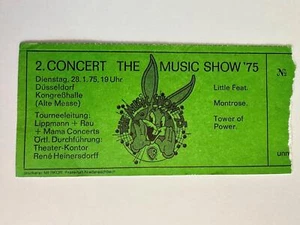 2. CONCERT THE MUSIC SHOW '75
Dienstag, 28.1.75, 19 Uhr
Düsseldorf
Kongreßhalle
(Alte Messe)
Tourneeleitung:
Lippmann + Rau
+ Mama Concerts
Örtl. Durchführung:
Theater-Kontor
René Heinersdorff
Little Feat.
Montrose.
Tower of
Power.